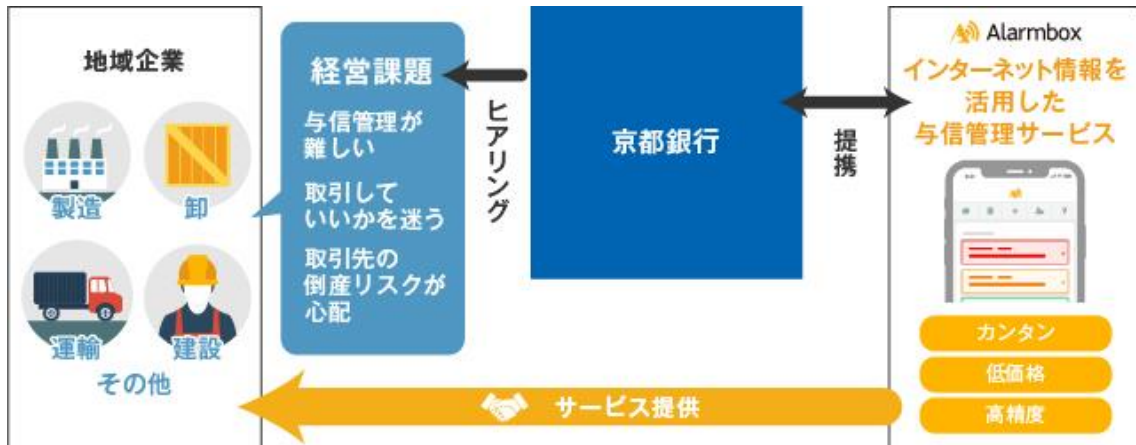 地域企業
製造
卸
運輸
建設
その他
経営課題
与信管理が
難しい
取引して
いいかを迷う
取引先の
倒産リスクが
心配
ヒアリング
京都銀行
提携
Alarmbox
インターネット情報を
活用した
与信管理サービス
カンタン
低価格
高精度
サービス提供